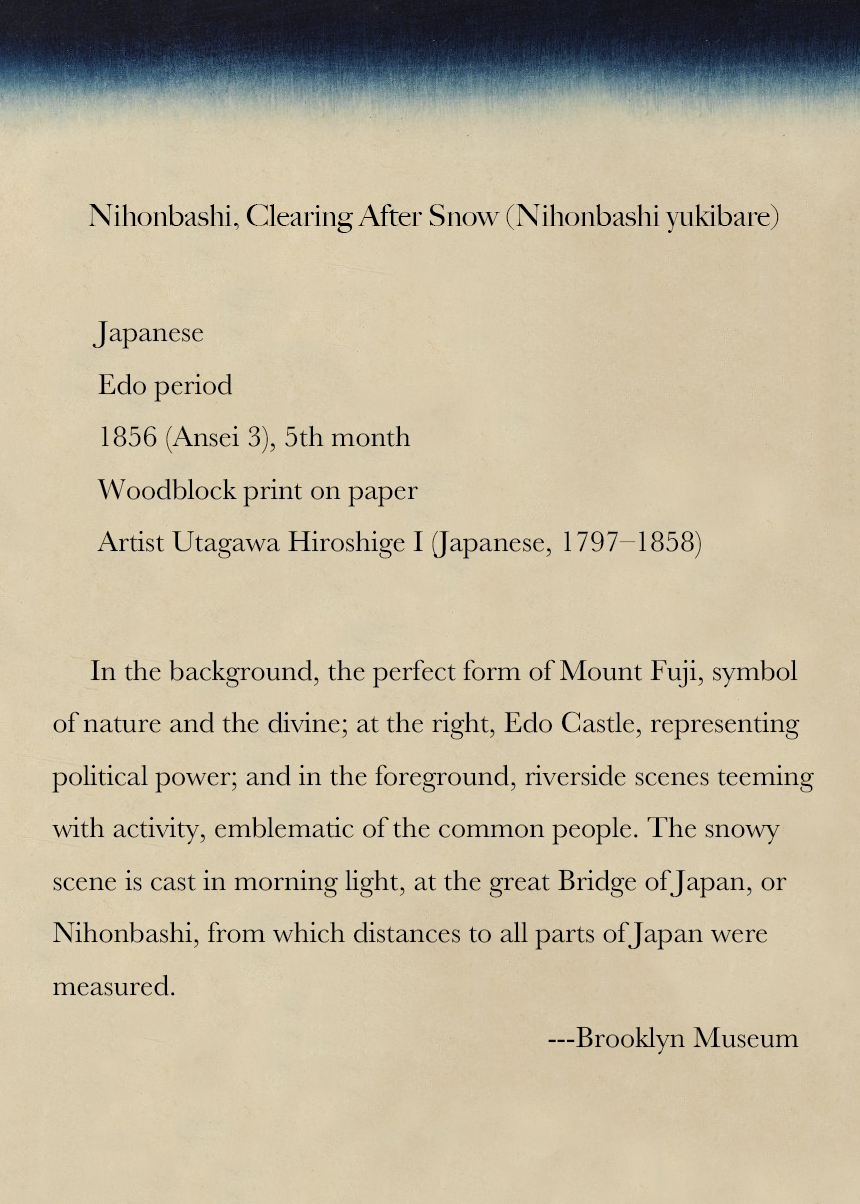 Nihonbashi, Clearing After Snow (Nihonbashi yukibare)
Japanese
Edo period
1856 (Ansei 3), 5th month
Woodblock print on paper
Artist Utagawa Hiroshige I (Japanese, 1797–1858)
In the background, the perfect form of Mount Fuji, symbol
of nature and the divine; at the right, Edo Castle, representing
political power; and in the foreground, riverside scenes teeming
with activity, emblematic of the common people. The snowy
scene is cast in morning light, at the great Bridge of Japan, or
Nihonbashi, from which distances to all parts of Japan were
measured.
---Brooklyn Museum